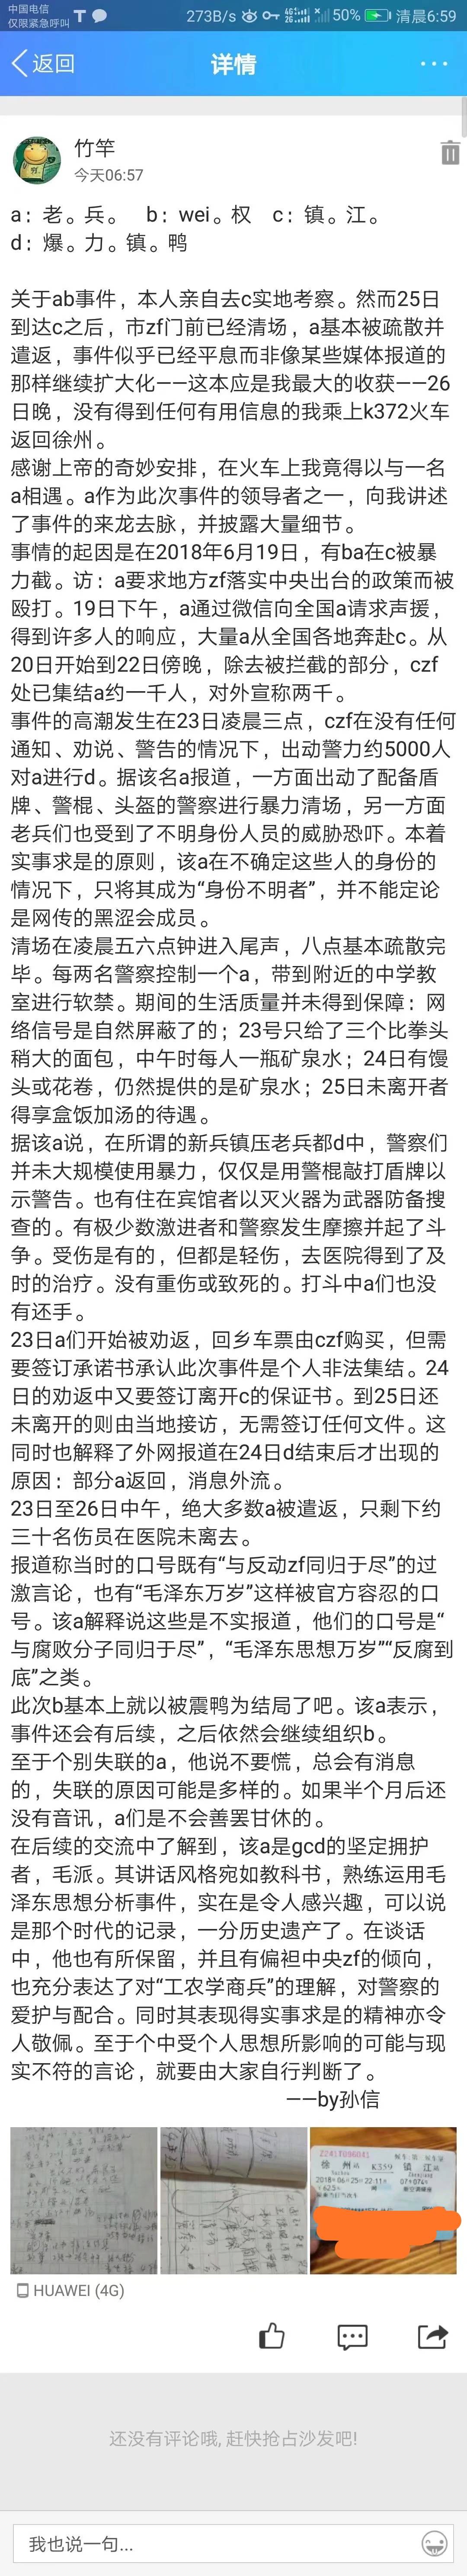 中国电信
仅限紧急呼叫
273B/s 50% 清晨6:59
返回 详情
竹竿
今天06:57
a：老。兵。 b：wei。权 c：镇。江。
d：爆。力。镇。鸭
关于ab事件，本人亲自去c实地考察。然而25日
到达c之后，市zf门前已经清场，a基本被疏散并
遣返，事件似乎已经平息而非像某些媒体报道的
那样继续扩大化——这本应是我最大的收获——26
日晚，没有得到任何有用信息的我乘上k372火车
返回徐州。
感谢上帝的奇妙安排，在火车上我竟得以与一名
a相遇。a作为此次事件的领导者之一，向我讲述
了事件的来龙去脉，并披露大量细节。
事情的起因是在2018年6月19日，有ba在c被暴
力截。访：a要求地方zf落实中央出台的政策而被
殴打。19日下午，a通过微信向全国a请求声援，
得到许多人的响应，大量a从全国各地奔赴c。从
20日开始到22日傍晚，除去被拦截的部分，czf
处已集结a约一千人，对外宣称两千。
事件的高潮发生在23日凌晨三点，czf在没有任何
通知、劝说、警告的情况下，出动警力约5000人
对a进行d。据该名a报道，一方面出动了配备盾
牌、警棍、头盔的警察进行暴力清场，另一方面
老兵们也受到了不明身份人员的威胁恐吓。本着
实事求是的原则，该a在不确定这些人的身份的
情况下，只将其成为“身份不明者”，并不能定论
是网传的黑涩会成员。
清场在凌晨五六点钟进入尾声，八点基本疏散完
毕。每两名警察控制一个a，带到附近的中学教
室进行软禁。期间的生活质量并未得到保障：网
络信号是自然屏蔽了的；23号只给了三个比拳头
稍大的面包，中午时每人一瓶矿泉水；24日有馒
头或花卷，仍然提供的是矿泉水；25日未离开者
得享盒饭加汤的待遇。
据该a说，在所谓的新兵镇压老兵都d中，警察们
并未大规模使用暴力，仅仅是用警棍敲打盾牌以
示警告。也有住在宾馆者以灭火器为武器防备搜
查的。有极少数激进者和警察发生摩擦并起了斗
争。受伤是有的，但都是轻伤，去医院得到了及
时的治疗。没有重伤或致死的。打斗中a们也没
有还手。
23日a们开始被劝返，回乡车票由czf购买，但需
要签订承诺书承认此次事件是个人非法集结。24
日的劝返中又要签订离开c的保证书。到25日还
未离开的则由当地接访，无需签订任何文件。这
同时也解释了外网报道在24日d结束后才出现的
原因：部分a返回，消息外流。
23日至26日中午，绝大多数a被遣返，只剩下约
三十名伤员在医院未离去。
报道称当时的口号既有“与反动zf同归于尽”的过
激言论，也有“毛泽东万岁”这样被官方容忍的口
号。该a解释说这些是不实报道，他们的口号是“
与腐败分子同归于尽”，“毛泽东思想万岁”“反腐到
底”之类。
此次b基本上就以被震鸭为结局了吧。该a表示，
事件还会有后续，之后依然会继续组织b。
至于个别失联的a，他说不要慌，总会有消息
的，失联的原因可能是多样的。如果半个月后还
没有音讯，a们是不会善罢甘休的。
在后续的交流中了解到，该a是gcd的坚定拥护
者，毛派。其讲话风格宛如教科书，熟练运用毛
泽东思想分析事件，实在是令人感兴趣，可以说
是那个时代的记录，一分历史遗产了。在谈话
中，他也有所保留，并且有偏袒中央zf的倾向，
也充分表达了对“工农学商兵”的理解，对警察的
爱护与配合。同时其表现得实事求是的精神亦令
人敬佩。至于个中受个人思想所影响的可能与现
实不符的言论，就要由大家自行判断了。
——by孙信
徐州 K359 镇江
HUAWEI (4G)
还没有评论哦, 赶快抢占沙发吧!
我也说一句...